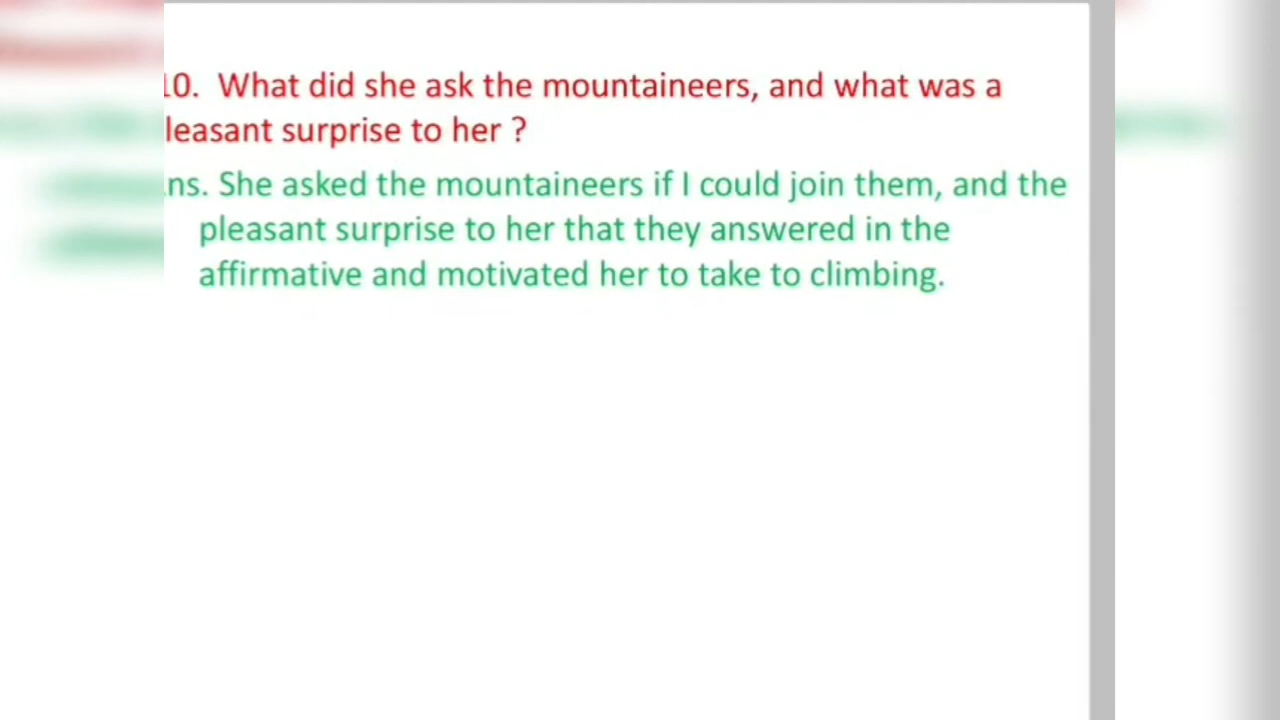 10. What did she ask the mountaineers, and what was a
leasant surprise to her ?
ns. She asked the mountaineers if I could join them, and the
pleasant surprise to her that they answered in the
affirmative and motivated her to take to climbing.